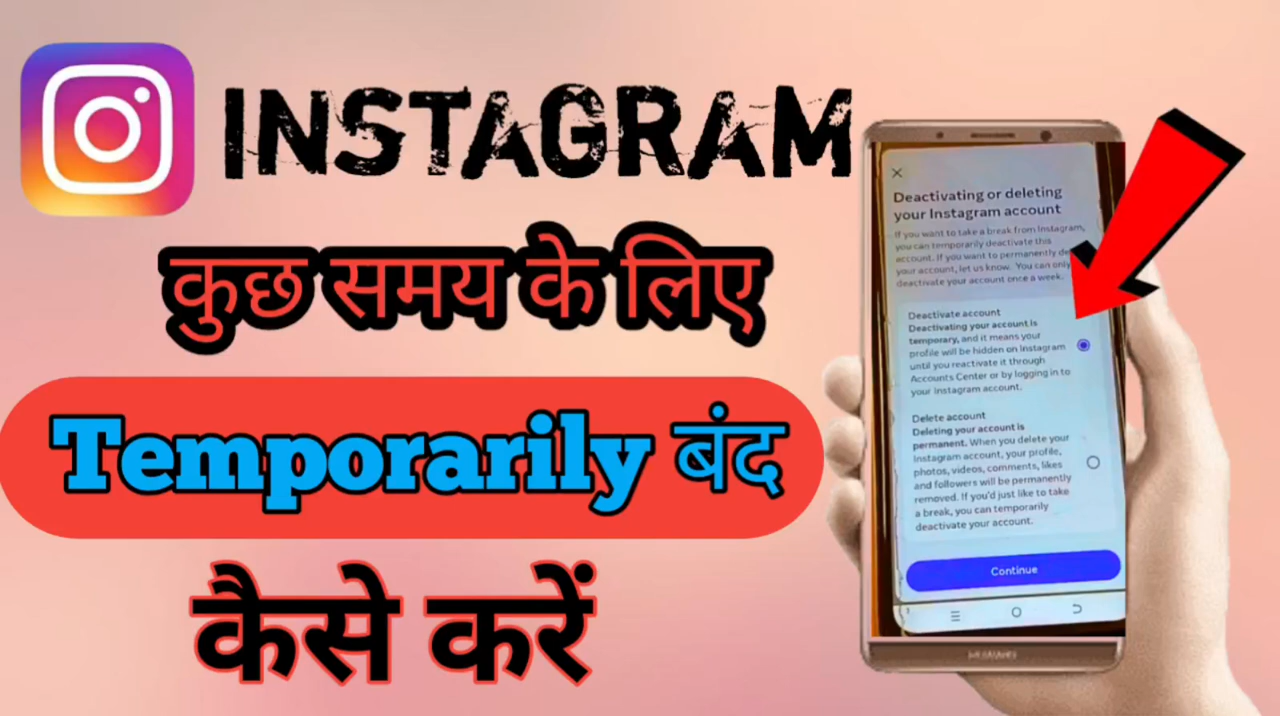 INSTAGRAM
कुछ समय के लिए
Temporarily बंद
कैसे करें
Deactivating or deleting
your Instagram account
If you want to take a break from Instagram,
you can temporarily deactivate this
account. If you want to permanently de
your account, let us know. You can only
deactivate your account once a week.
Deactivate account
Deactivating your account is
temporary, and it means your
profile will be hidden on Instagram
until you reactivate it through
Accounts Center or by logging in to
your Instagram account.
Delete account
Deleting your account is
permanent. When you delete your
Instagram account, your profile,
photos, videos, comments, likes
and followers will be permanently
removed. If you'd just like to take
a break, you can temporarily
deactivate your account.
Continue